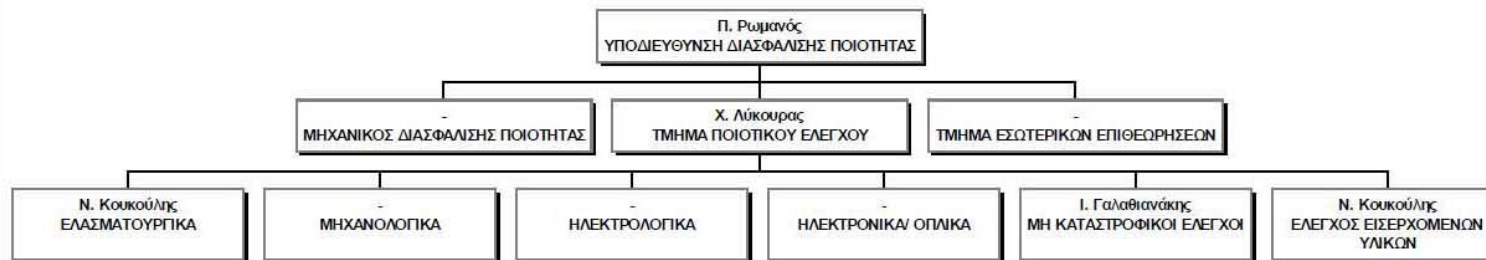 Π. Ρωμανός
ΥΠΟΔΙΕΥΘΥΝΣΗ ΔΙΑΣΦΑΛΙΣΗΣ ΠΟΙΟΤΗΤΑΣ
-
ΜΗΧΑΝΙΚΟΣ ΔΙΑΣΦΑΛΙΣΗΣ ΠΟΙΟΤΗΤΑΣ
Χ. Λύκουρας
ΤΜΗΜΑ ΠΟΙΟΤΙΚΟΥ ΕΛΕΓΧΟΥ
-
ΤΜΗΜΑ ΕΣΩΤΕΡΙΚΩΝ ΕΠΙΘΕΩΡΗΣΕΩΝ
Ν. Κουκούλης
ΕΛΑΣΜΑΤΟΥΡΓΙΚΑ
-
ΜΗΧΑΝΟΛΟΓΙΚΑ
-
ΗΛΕΚΤΡΟΛΟΓΙΚΑ
-
ΗΛΕΚΤΡΟΝΙΚΑ/ ΟΠΛΙΚΑ
Ι. Γαλαθιανάκης
ΜΗ ΚΑΤΑΣΤΡΟΦΙΚΟΙ ΕΛΕΓΧΟΙ
Ν. Κουκούλης
ΕΛΕΓΧΟΣ ΕΙΣΕΡΧΟΜΕΝΩΝ
ΥΛΙΚΩΝ